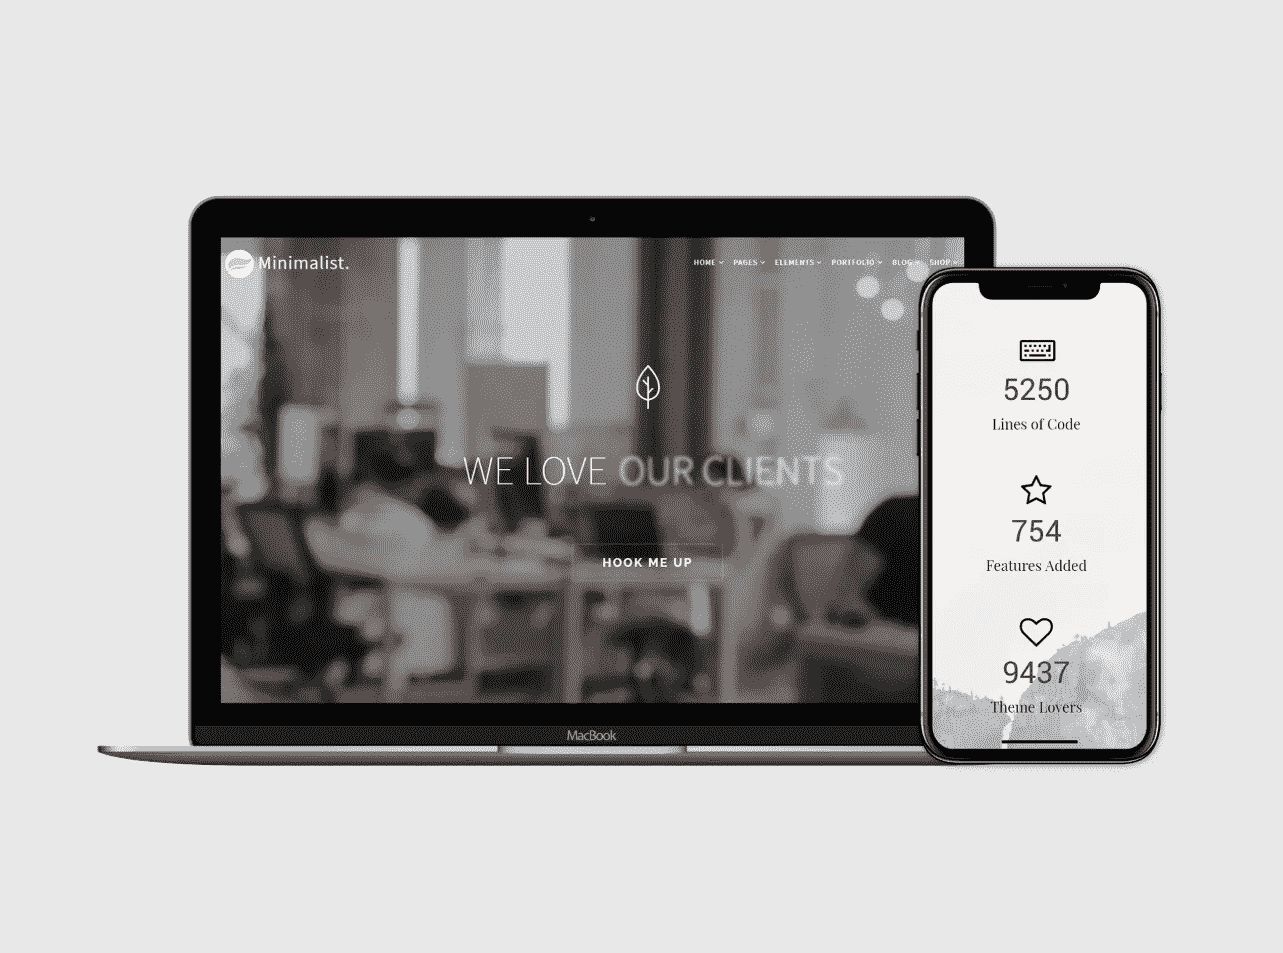 Minimalist.
HOME PAGES ELEMENTS PORTFOLIO BLOG SHOP
WE LOVE OUR CLIENTS
HOOK ME UP
MacBook
5250
Lines of Code
754
Features Added
9437
Theme Lovers